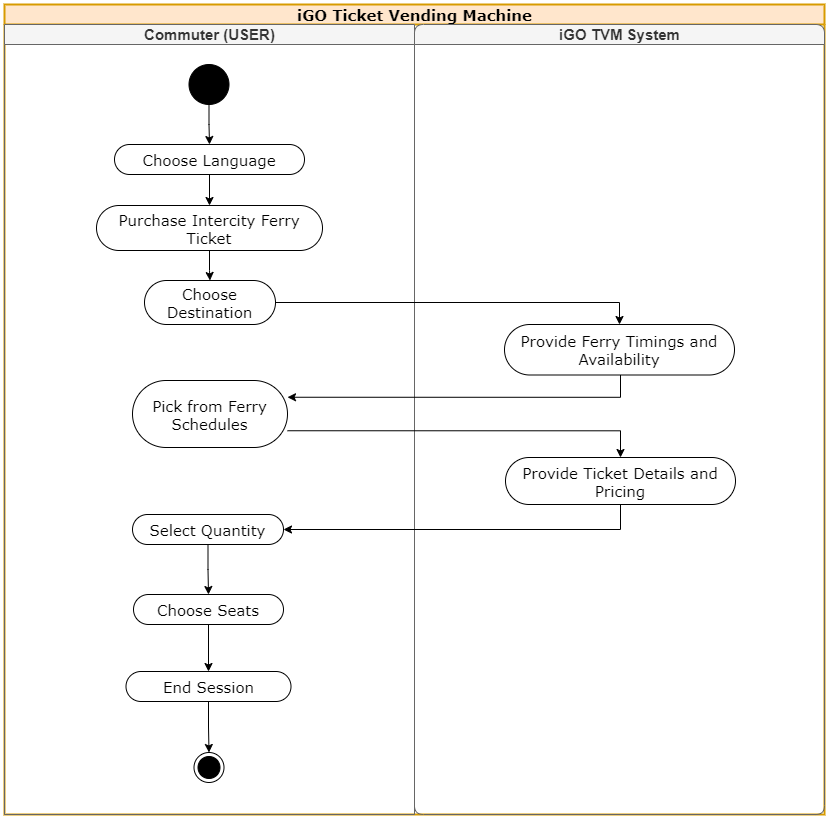 iGO Ticket Vending Machine
Commuter (USER)
iGO TVM System
Choose Language
Purchase Intercity Ferry
Ticket
Choose
Destination
Provide Ferry Timings and
Availability
Pick from Ferry
Schedules
Provide Ticket Details and
Pricing
Select Quantity
Choose Seats
End Session